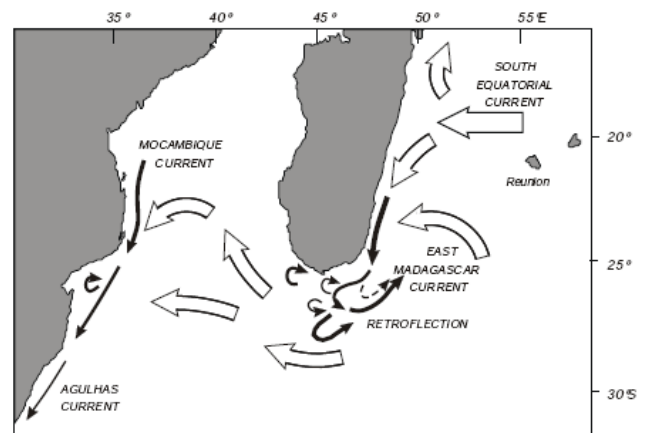 35° 40° 45° 50° 55°E
SOUTH
EQUATORIAL
CURRENT
MOCAMBIQUE
CURRENT
20°
Reunion
EAST
MADAGASCAR
CURRENT
25°
RETROFLECTION
AGULHAS
CURRENT
30°S